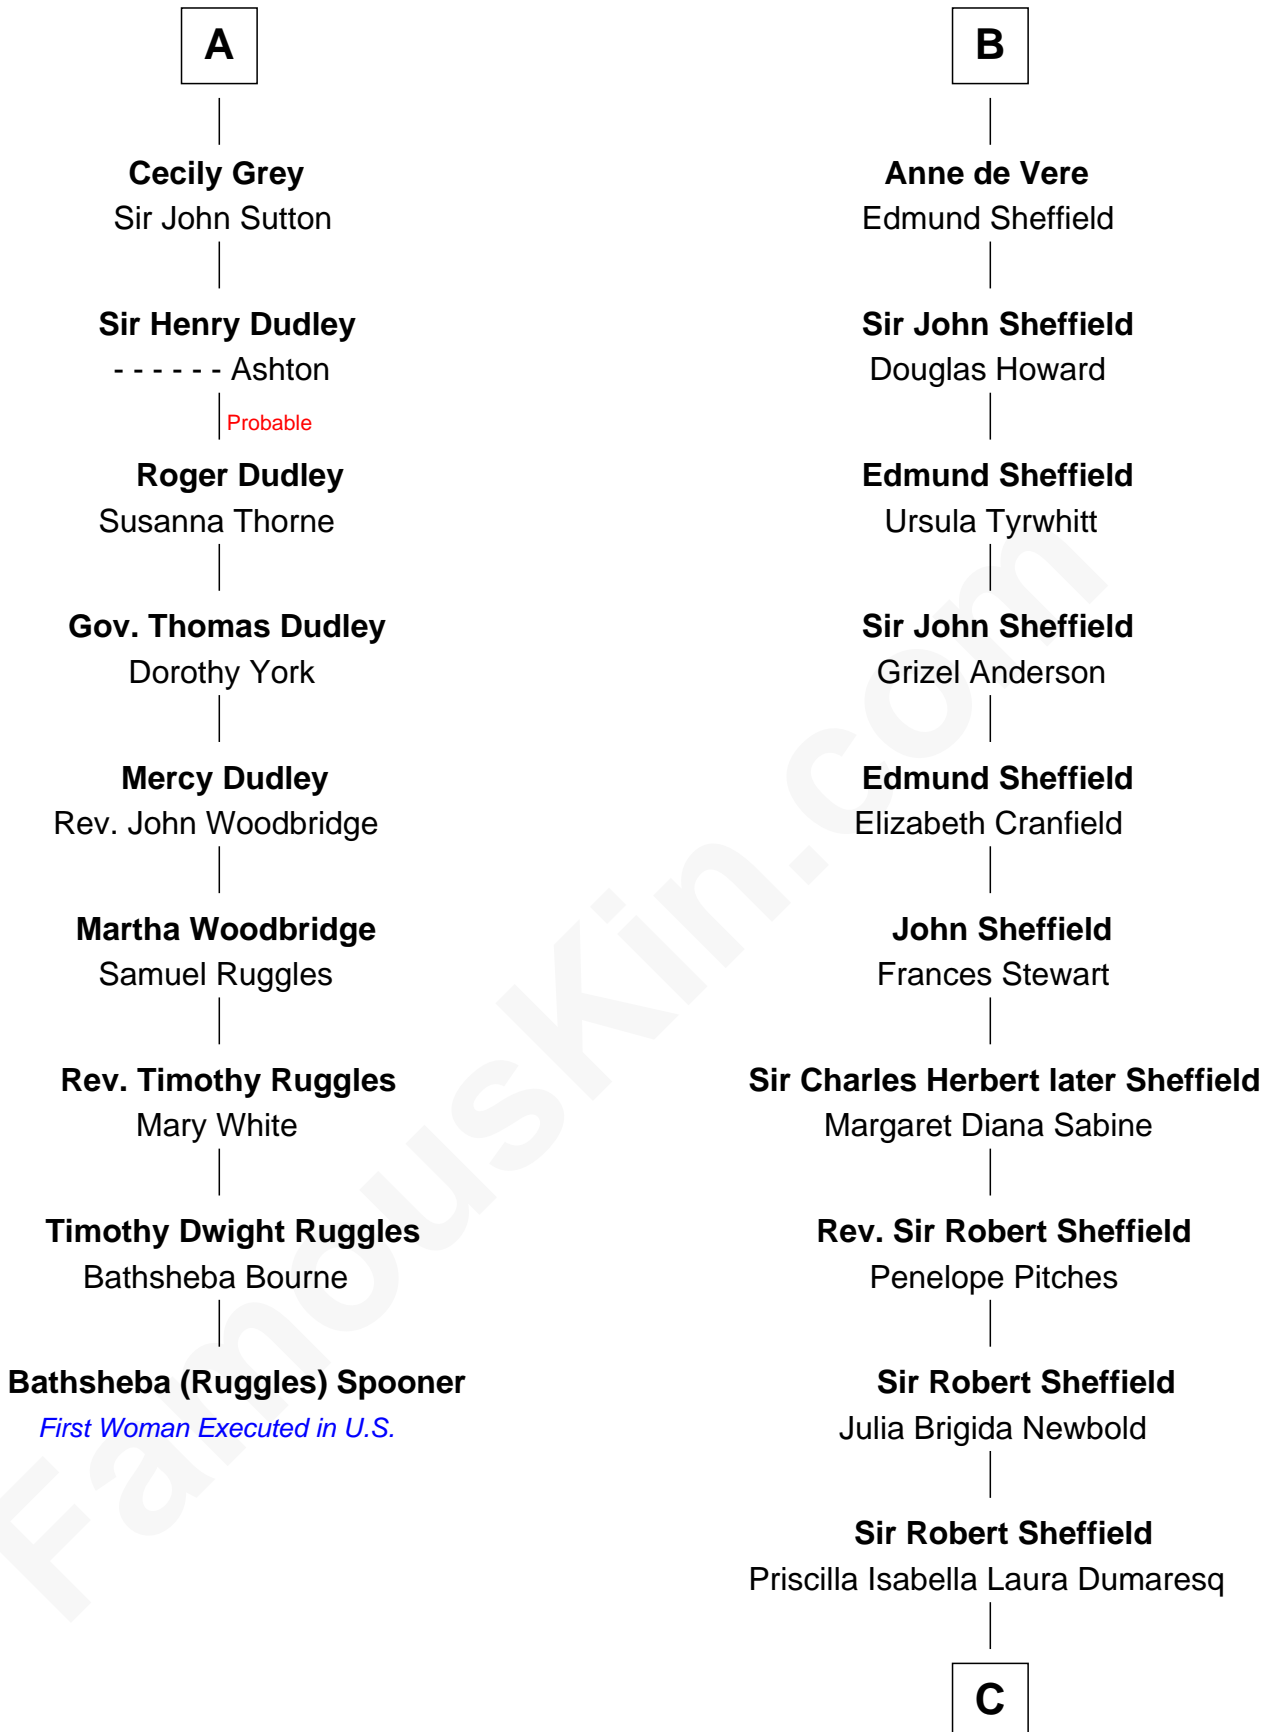 A
Cecily Grey
Sir John Sutton
Sir Henry Dudley
- - - - - - Ashton
Probable
Roger Dudley
Susanna Thorne
Gov. Thomas Dudley
Dorothy York
Mercy Dudley
Rev. John Woodbridge
Martha Woodbridge
Samuel Ruggles
Rev. Timothy Ruggles
Mary White
Timothy Dwight Ruggles
Bathsheba Bourne
Bathsheba (Ruggles) Spooner
First Woman Executed in U.S.
B
Anne de Vere
Edmund Sheffield
Sir John Sheffield
Douglas Howard
Edmund Sheffield
Ursula Tyrwhitt
Sir John Sheffield
Grizel Anderson
Edmund Sheffield
Elizabeth Cranfield
John Sheffield
Frances Stewart
Sir Charles Herbert later Sheffield
Margaret Diana Sabine
Rev. Sir Robert Sheffield
Penelope Pitches
Sir Robert Sheffield
Julia Brigida Newbold
Sir Robert Sheffield
Priscilla Isabella Laura Dumaresq
C
FamousKin.com